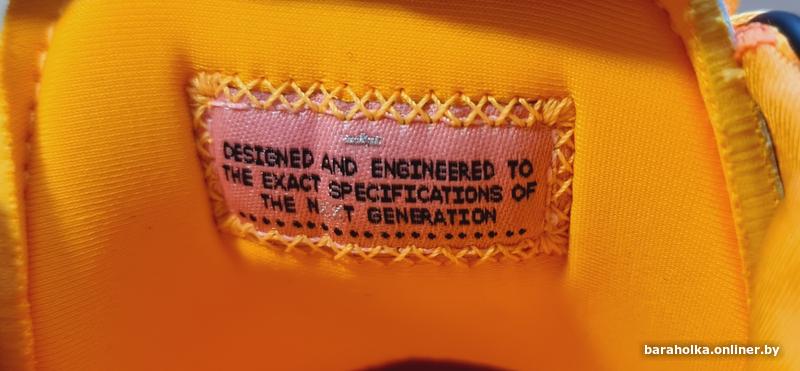 DESIGNED AND ENGINEERED TO
THE EXACT SPECIFICATIONS OF
THE GENERATION
baraholka.onliner.by